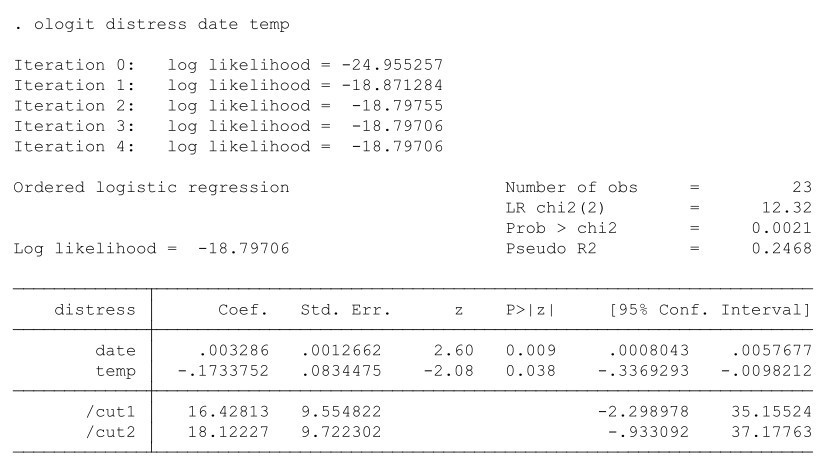 . ologit distress date temp
Iteration 0:   log likelihood = -24.955257
Iteration 1:   log likelihood = -18.871284
Iteration 2:   log likelihood =  -18.79755
Iteration 3:   log likelihood =  -18.79706
Iteration 4:   log likelihood =  -18.79706
Ordered logistic regression                     Number of obs     =         23
                                                LR chi2(2)        =      12.32
                                                Prob > chi2       =     0.0021
Log likelihood =  -18.79706                     Pseudo R2         =     0.2468
    distress |      Coef.   Std. Err.      z    P>|z|     [95% Conf. Interval]
        date |    .003286   .0012662     2.60   0.009     .0008043    .0057677
        temp |  -.1733752   .0834475    -2.08   0.038    -.3369293   -.0098212
       /cut1 |   16.42813   9.554822                     -2.298978    35.15524
       /cut2 |   18.12227   9.722302                      -.933092    37.17763